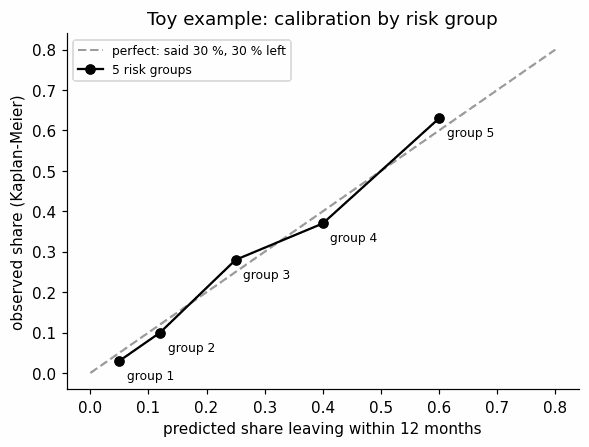 Toy example: calibration by risk group
perfect: said 30 %, 30 % left
5 risk groups
observed share (Kaplan-Meier)
0.8
0.7
0.6
0.5
0.4
0.3
0.2
0.1
0.0
group 5
group 4
group 3
group 2
group 1
0.0 0.1 0.2 0.3 0.4 0.5 0.6 0.7 0.8
predicted share leaving within 12 months